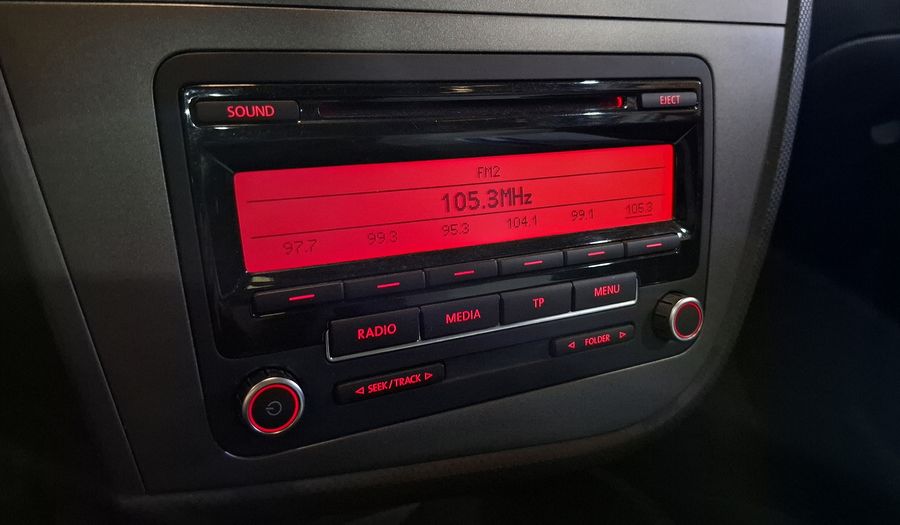 SOUND
EJECT
FM2
105.3MHz
97.7 99.3 95.3 104.1 99.1 105.3
RADIO MEDIA TP MENU
SEEK/TRACK FOLDER